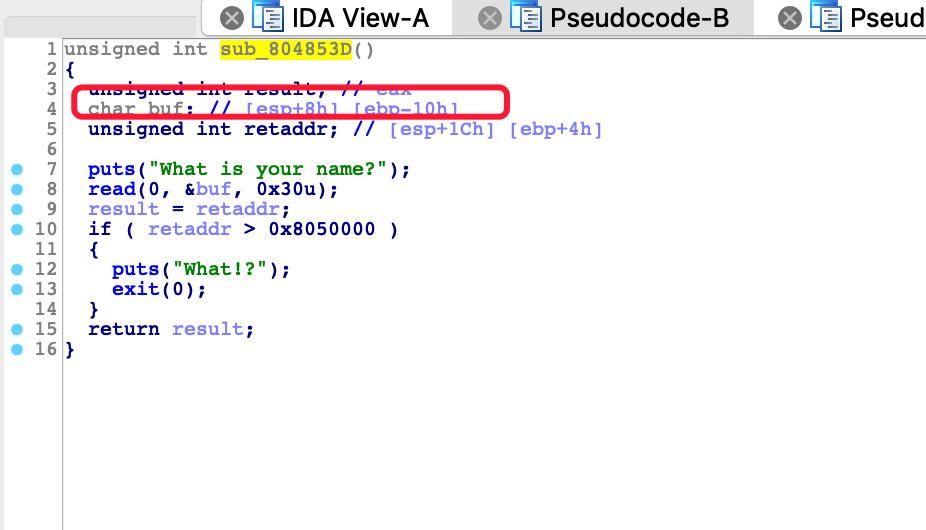 IDA View-A Pseudocode-B Pseud
1 unsigned int sub_804853D()
2 {
3 unsigned int result; // eax
4 char buf; // [esp+8h] [ebp-10h]
5 unsigned int retaddr; // [esp+1Ch] [ebp+4h]
6
7 puts("What is your name?");
8 read(0, &buf, 0x30u);
9 result = retaddr;
10 if ( retaddr > 0x8050000 )
11 {
12 puts("What!?");
13 exit(0);
14 }
15 return result;
16 }